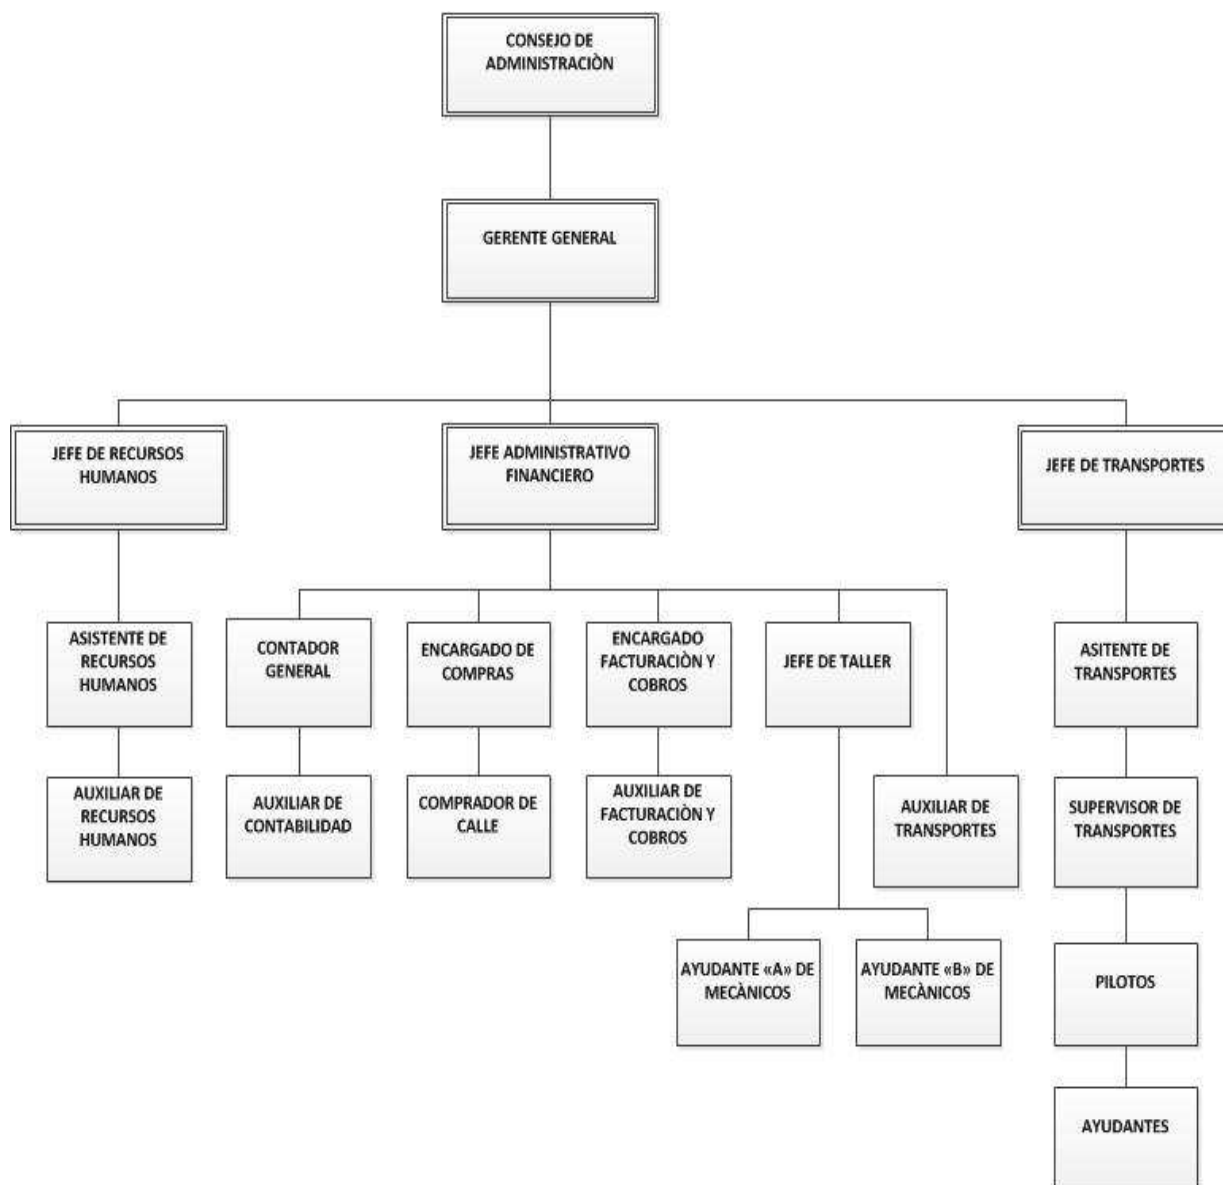 CONSEJO DE
ADMINISTRACIÒN
GERENTE GENERAL
JEFE DE RECURSOS
HUMANOS
JEFE ADMINISTRATIVO
FINANCIERO
JEFE DE TRANSPORTES
ASISTENTE DE
RECURSOS
HUMANOS
CONTADOR
GENERAL
ENCARGADO DE
COMPRAS
ENCARGADO
FACTURACIÒN Y
COBROS
JEFE DE TALLER
ASITENTE DE
TRANSPORTES
AUXILIAR DE
RECURSOS
HUMANOS
AUXILIAR DE
CONTABILIDAD
COMPRADOR DE
CALLE
AUXILIAR DE
FACTURACIÒN Y
COBROS
AUXILIAR DE
TRANSPORTES
SUPERVISOR DE
TRANSPORTES
AYUDANTE «A» DE
MECÀNICOS
AYUDANTE «B» DE
MECÀNICOS
PILOTOS
AYUDANTES